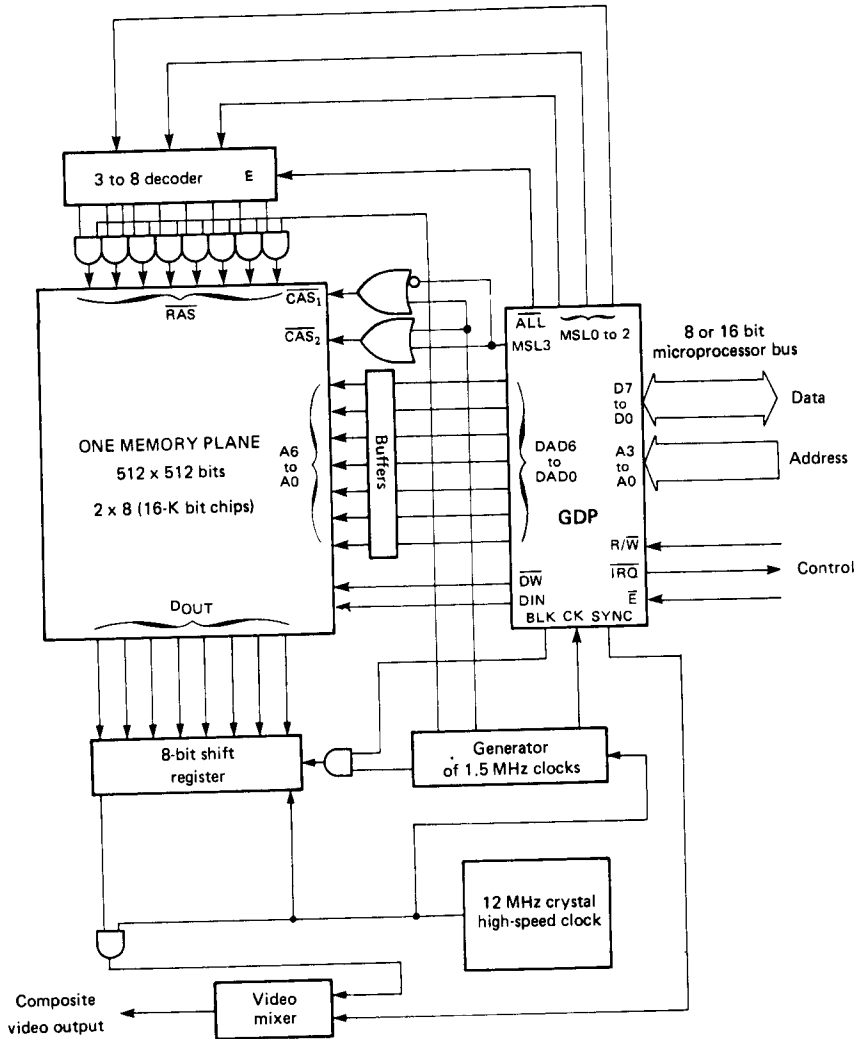 3 to 8 decoder E
RAS
CAS1
CAS2
ALL
MSL0 to 2
MSL3
8 or 16 bit
microprocessor bus
D7
to
D0
Data
ONE MEMORY PLANE
512 x 512 bits
2 x 8 (16-K bit chips)
A6
to
A0
Buffers
DAD6
to
DAD0
A3
to
A0
Address
GDP
R/W
IRQ
Control
E
DW
DIN
BLK CK SYNC
DOUT
8-bit shift
register
Generator
of 1.5 MHz clocks
12 MHz crystal
high-speed clock
Composite
video output
Video
mixer